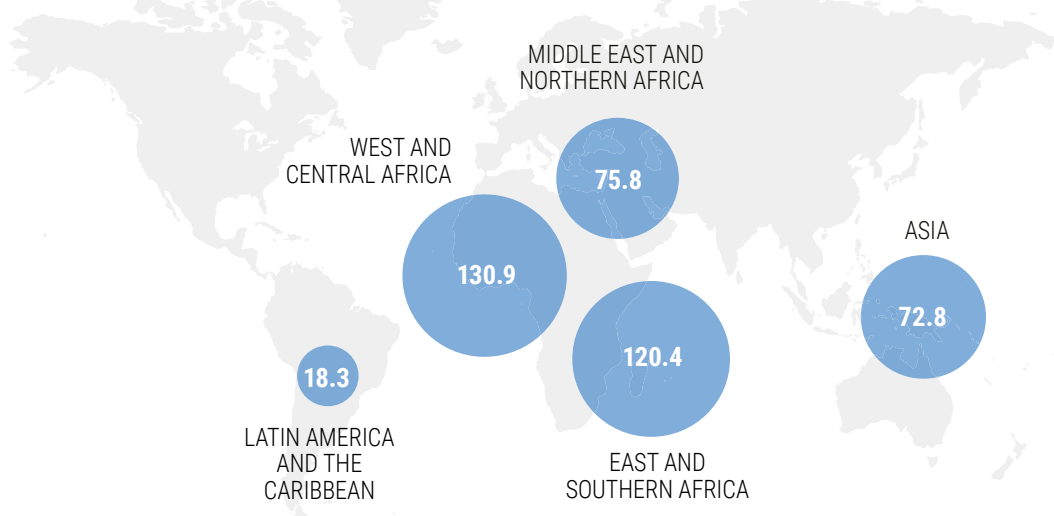 MIDDLE EAST AND
NORTHERN AFRICA
75.8
WEST AND
CENTRAL AFRICA
130.9
ASIA
72.8
120.4
EAST AND
SOUTHERN AFRICA
18.3
LATIN AMERICA
AND THE
CARIBBEAN